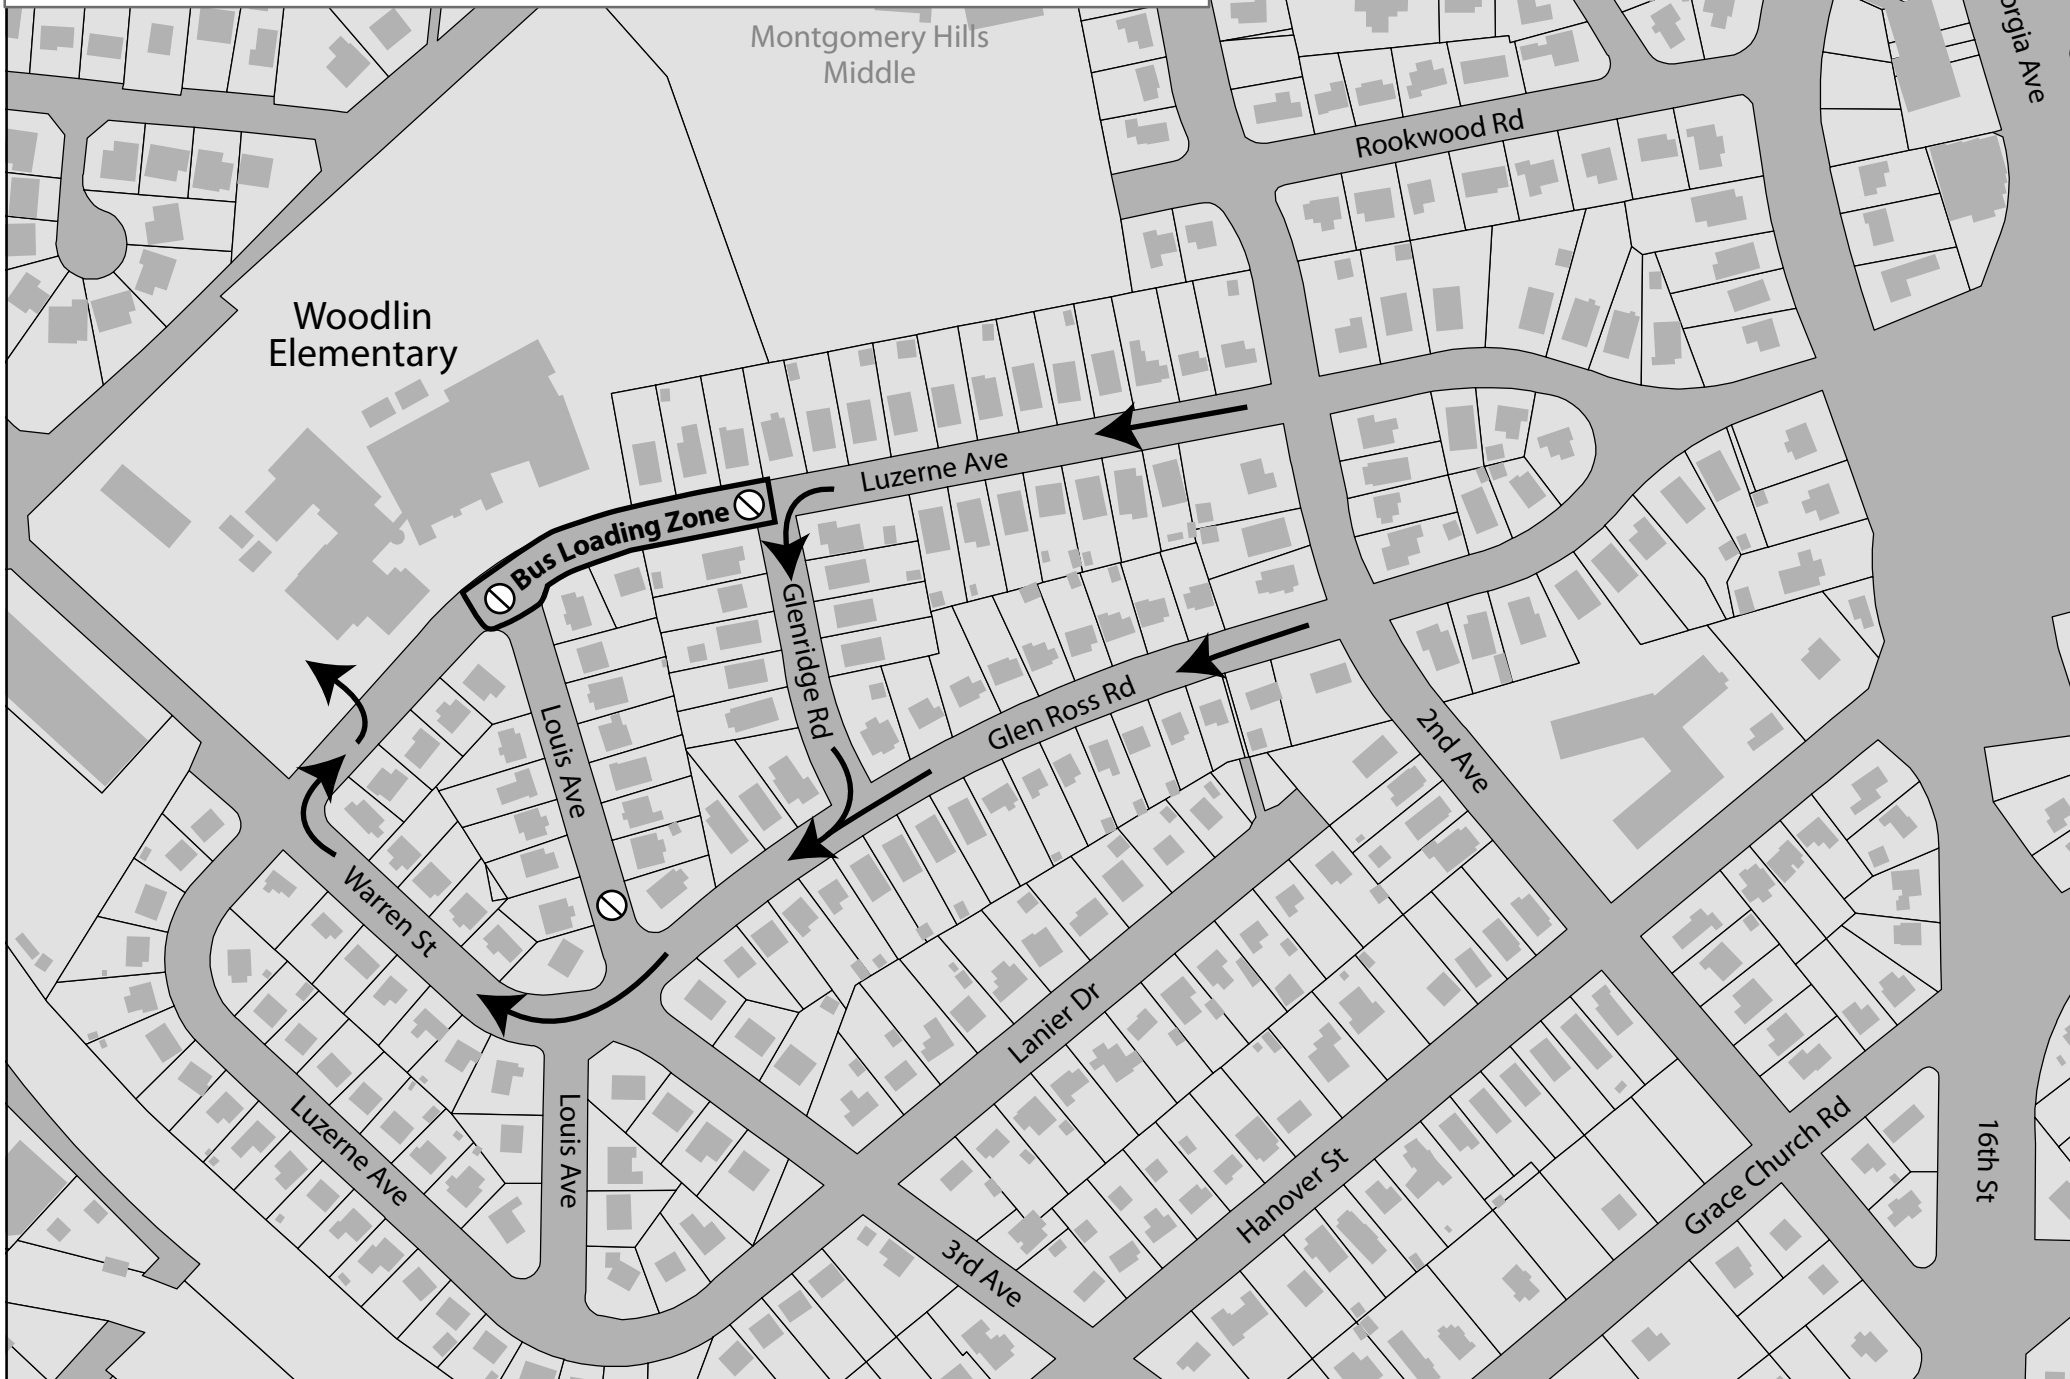 Montgomery Hills
Middle
orgia Ave
Rookwood Rd
Woodlin
Elementary
Luzerne Ave
Bus Loading Zone
Glenridge Rd
Glen Ross Rd
Louis Ave
2nd Ave
Warren St
Lanier Dr
Luzerne Ave
Louis Ave
Hanover St
Grace Church Rd
16th St
3rd Ave